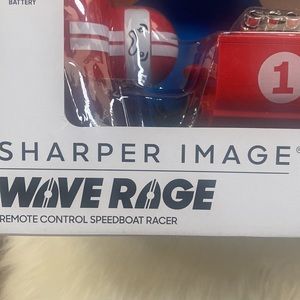 BATTERY
1
SHARPER IMAGE®
WAVE RAGE
REMOTE CONTROL SPEEDBOAT RACER